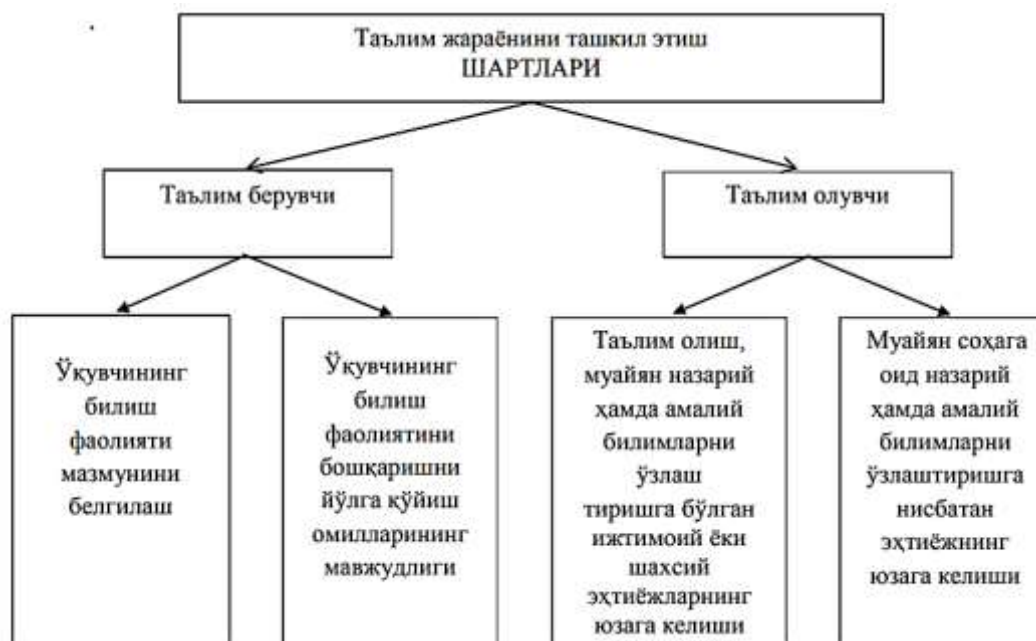 Таълим жараёнини ташкил этиш
ШАРТЛАРИ
Таълим берувчи
Таълим олувчи
Ўқувчининг
билиш
фаолияти
мазмунини
белгилаш
Ўқувчининг
билиш
фаолиятини
бошқаришни
йўлга қўйиш
омилларининг
мавжудлиги
Таълим олиш,
муайян назарий
ҳамда амалий
билимларни
ўзлаш
тиришга бўлган
ижтимоий ёки
шахсий
эҳтиёжларнинг
юзага келиши
Муайян соҳага
оид назарий
ҳамда амалий
билимларни
ўзлаштиришга
нисбатан
эҳтиёжнинг
юзага келиши